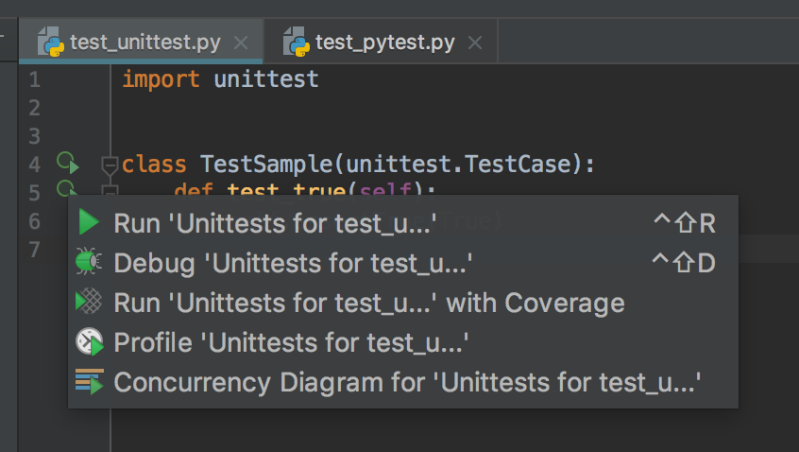 test_unittest.py × test_pytest.py ×
1 import unittest
2
3
4 class TestSample(unittest.TestCase):
5 def test_true(self):
6
7
Run 'Unittests for test_u...' ^⇧R
Debug 'Unittests for test_u...' ^⇧D
Run 'Unittests for test_u...' with Coverage
Profile 'Unittests for test_u...'
Concurrency Diagram for 'Unittests for test_u...'